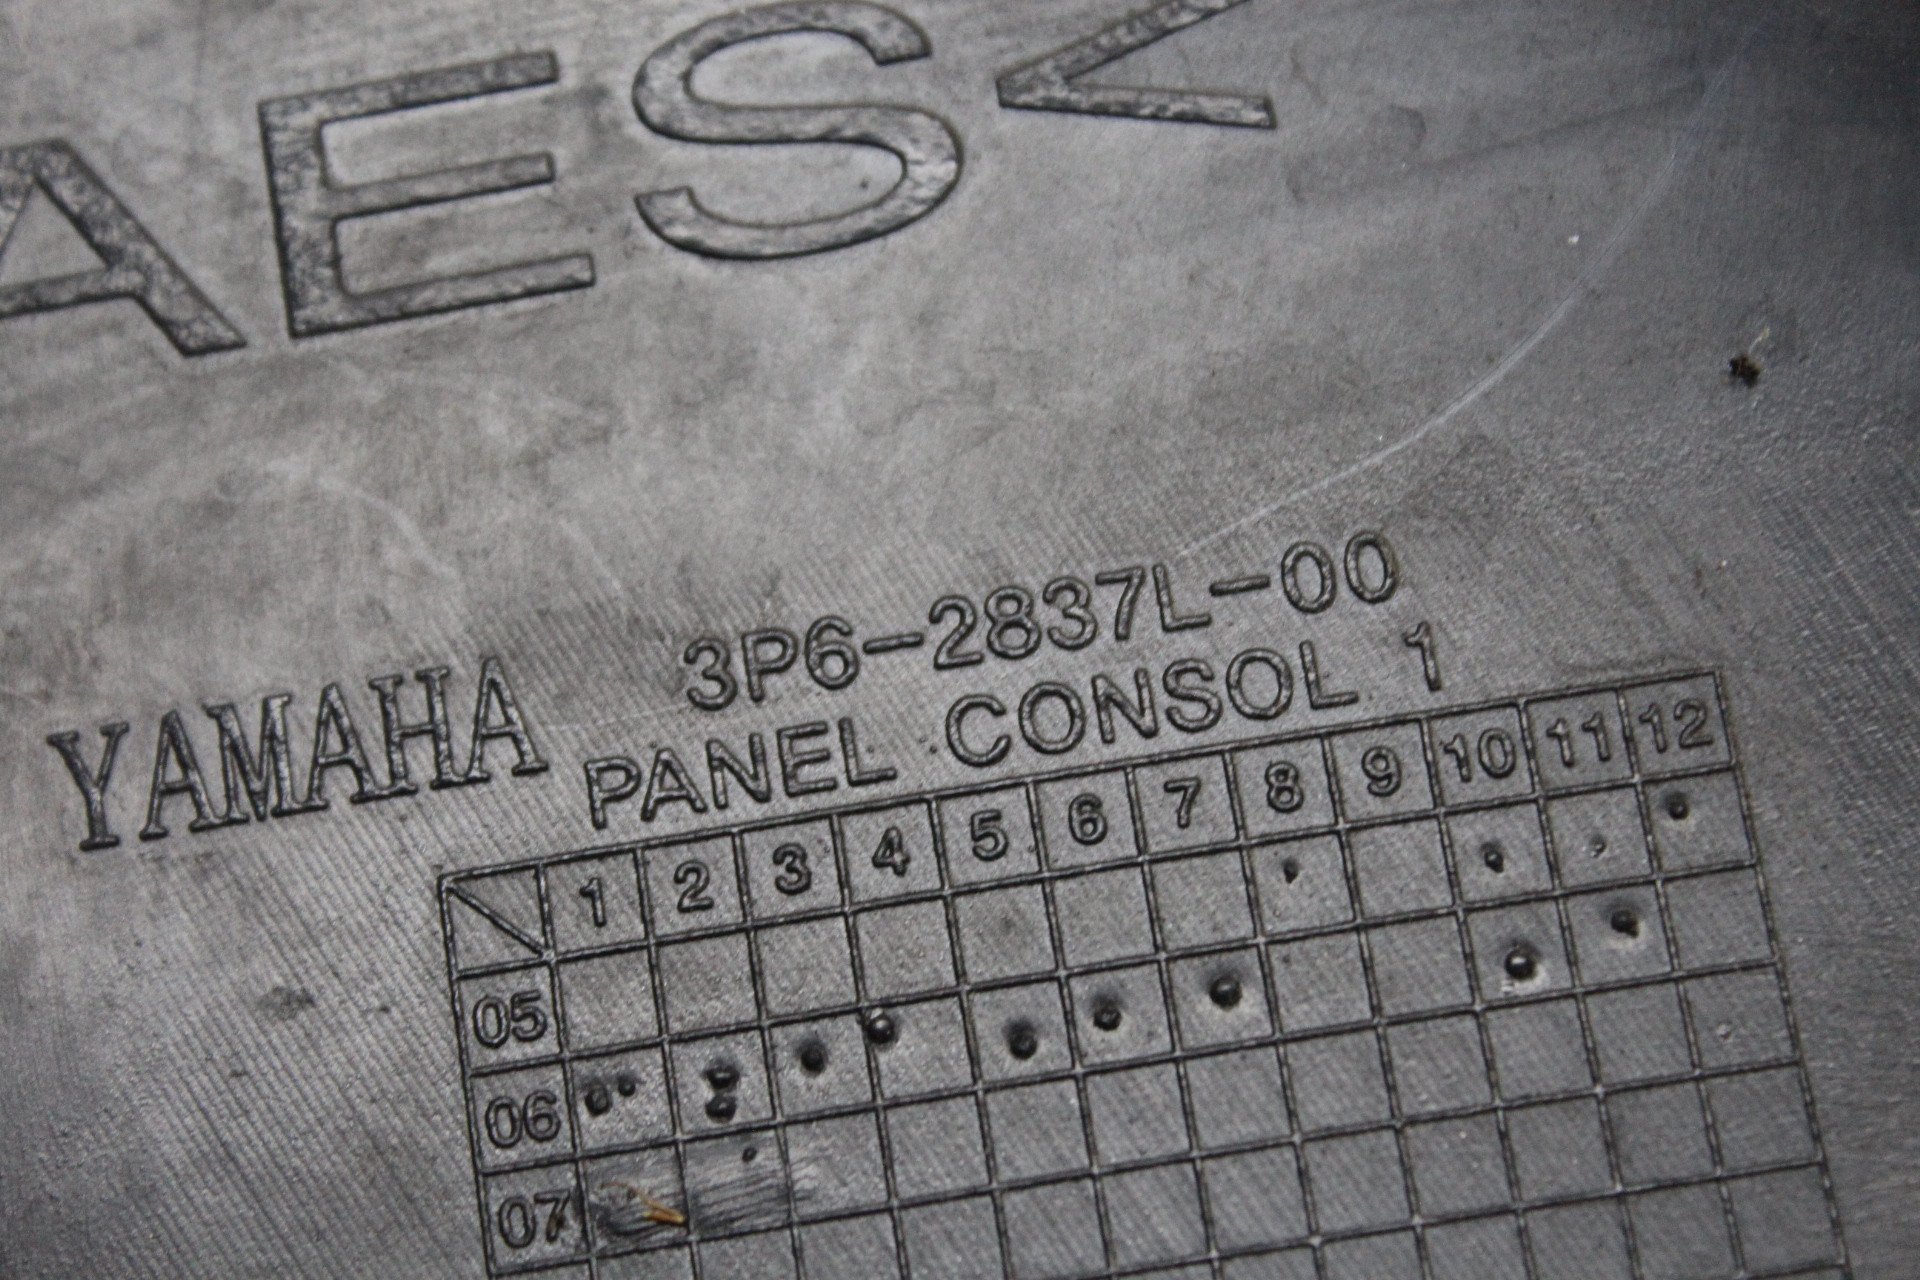 AES<
3P6-2837L-00
YAMAHA PANEL CONSOL 1
1 2 3 4 5 6 7 8 9 10 11 12
05
06
07